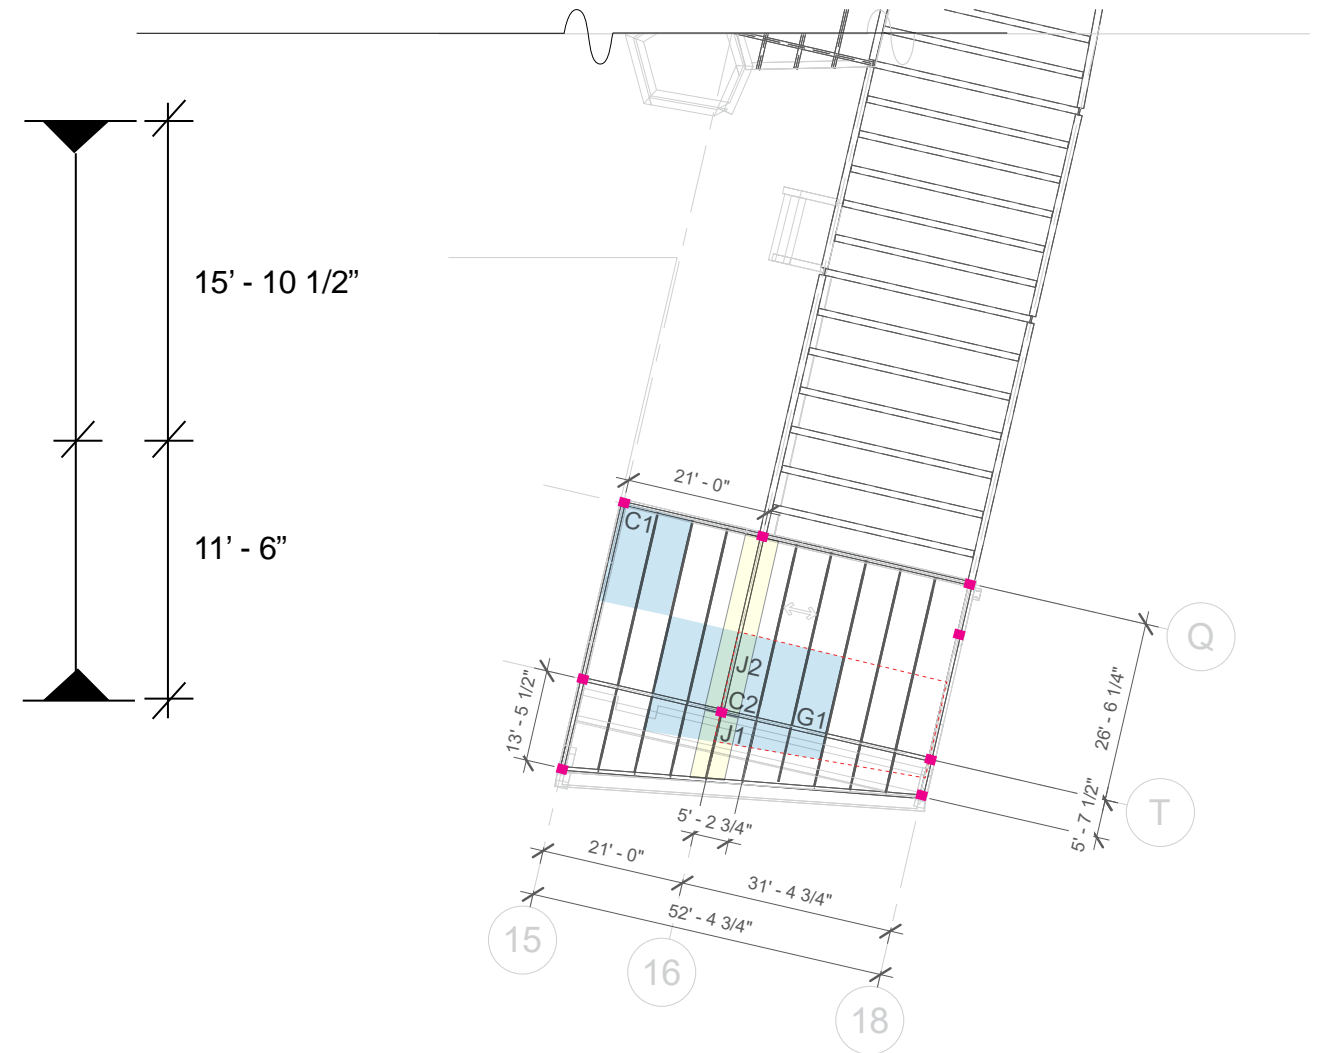 15’ - 10 1/2”
11’ - 6”
21' - 0"
C1
J2
C2
G1
J1
13' - 5 1/2"
Q
26' - 6 1/4"
T
5' - 7 1/2"
5' - 2 3/4"
21' - 0"
31' - 4 3/4"
52' - 4 3/4"
15
16
18